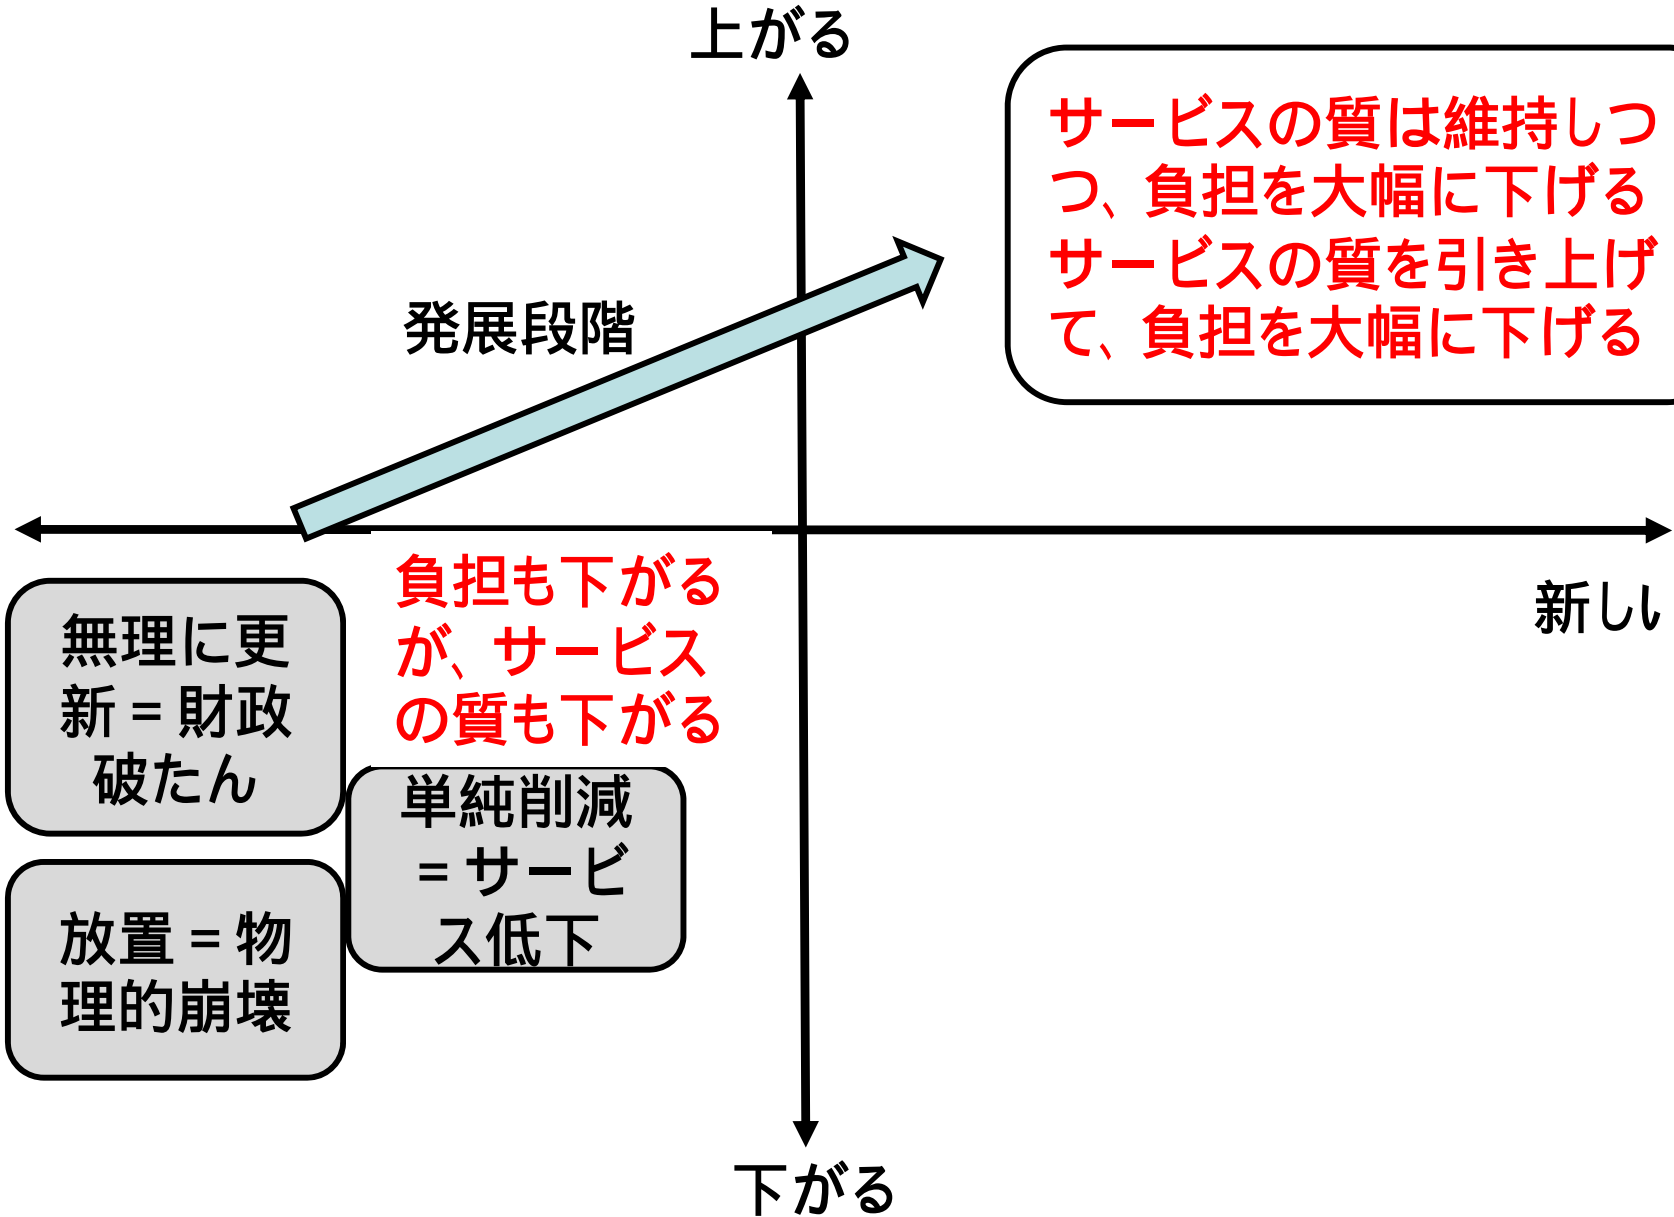 上がる
サービスの質は維持しつ
つ、負担を大幅に下げる
サービスの質を引き上げ
て、負担を大幅に下げる
発展段階
新しい
負担も下がる
が、サービス
の質も下がる
無理に更
新＝財政
破たん
単純削減
＝サービ
ス低下
放置＝物
理的崩壊
下がる